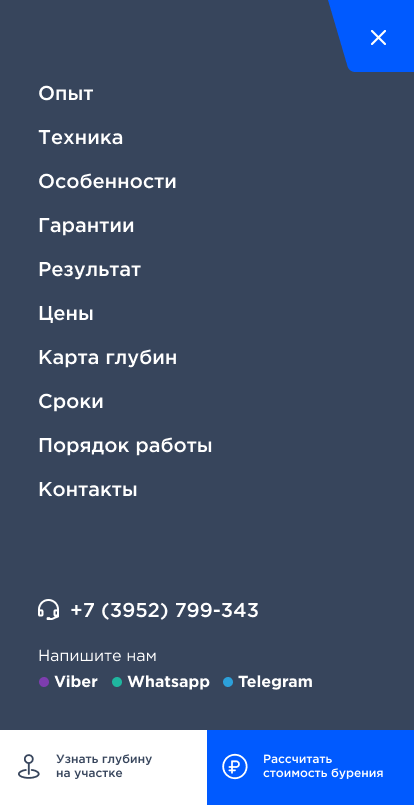 Опыт
Техника
Особенности
Гарантии
Результат
Цены
Карта глубин
Сроки
Порядок работы
Контакты
+7 (3952) 799-343
Напишите нам
Viber Whatsapp Telegram
Узнать глубину
на участке
Рассчитать
стоимость бурения